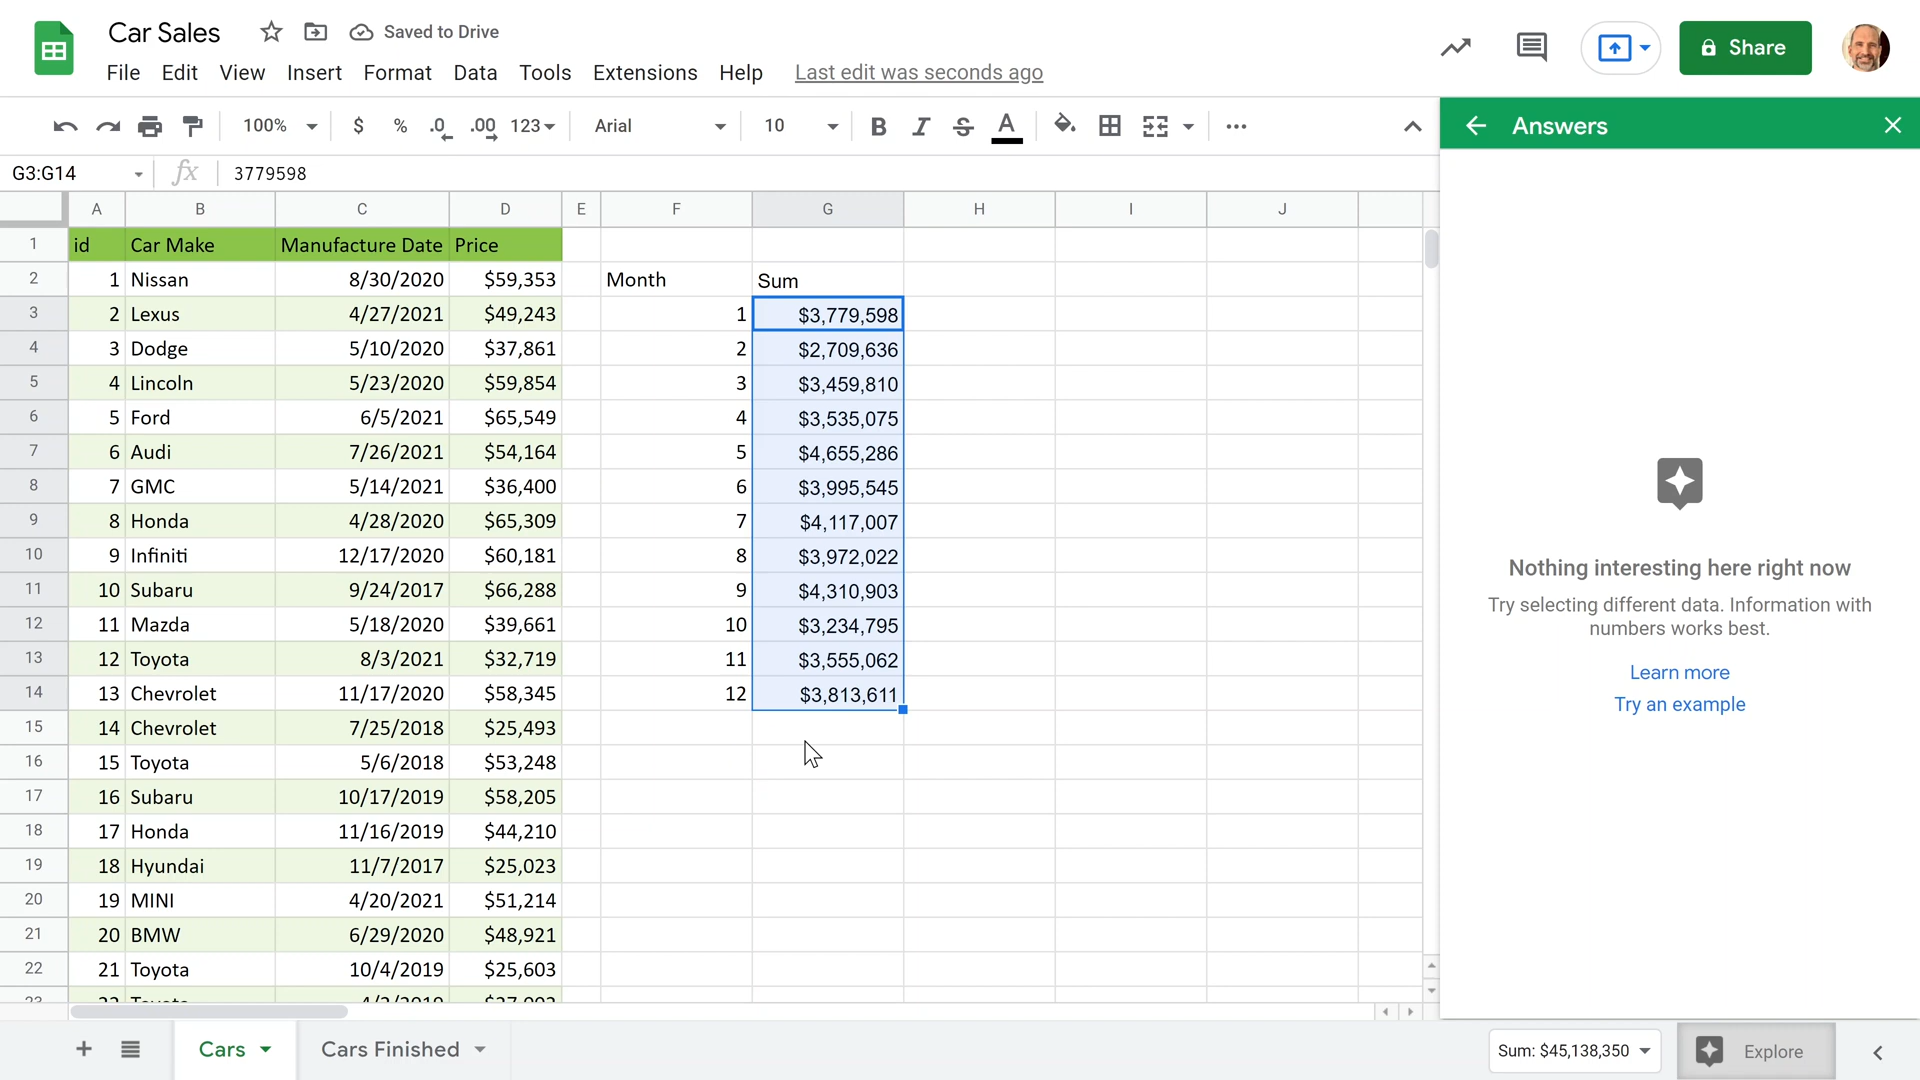 Car Sales Saved to Drive
File Edit View Insert Format Data Tools Extensions Help Last edit was seconds ago
Share
100% $ % .0 .00 123 Arial 10 B I S A
Answers
G3:G14 fx 3779598
A B C D E F G H I J
1 id Car Make Manufacture Date Price
2 1 Nissan 8/30/2020 $59,353 Month Sum
3 2 Lexus 4/27/2021 $49,243 1 $3,779,598
4 3 Dodge 5/10/2020 $37,861 2 $2,709,636
5 4 Lincoln 5/23/2020 $59,854 3 $3,459,810
6 5 Ford 6/5/2021 $65,549 4 $3,535,075
7 6 Audi 7/26/2021 $54,164 5 $4,655,286
8 7 GMC 5/14/2021 $36,400 6 $3,995,545
9 8 Honda 4/28/2020 $65,309 7 $4,117,007
10 9 Infiniti 12/17/2020 $60,181 8 $3,972,022
11 10 Subaru 9/24/2017 $66,288 9 $4,310,903
12 11 Mazda 5/18/2020 $39,661 10 $3,234,795
13 12 Toyota 8/3/2021 $32,719 11 $3,555,062
14 13 Chevrolet 11/17/2020 $58,345 12 $3,813,611
15 14 Chevrolet 7/25/2018 $25,493
16 15 Toyota 5/6/2018 $53,248
17 16 Subaru 10/17/2019 $58,205
18 17 Honda 11/16/2019 $44,210
19 18 Hyundai 11/7/2017 $25,023
20 19 MINI 4/20/2021 $51,214
21 20 BMW 6/29/2020 $48,921
22 21 Toyota 10/4/2019 $25,603
Nothing interesting here right now
Try selecting different data. Information with
numbers works best.
Learn more
Try an example
Cars Cars Finished Sum: $45,138,350 Explore